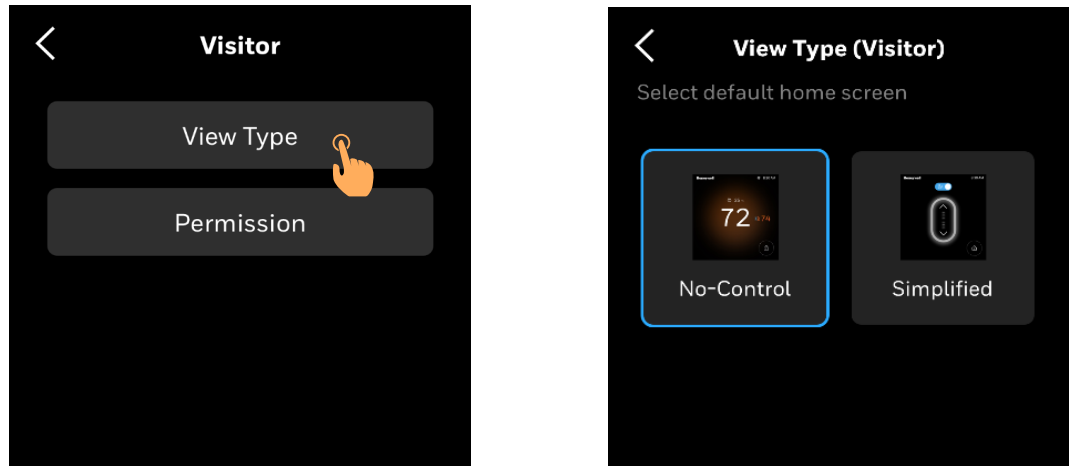 Visitor
View Type
Permission
View Type (Visitor)
Select default home screen
72
No-Control
Simplified